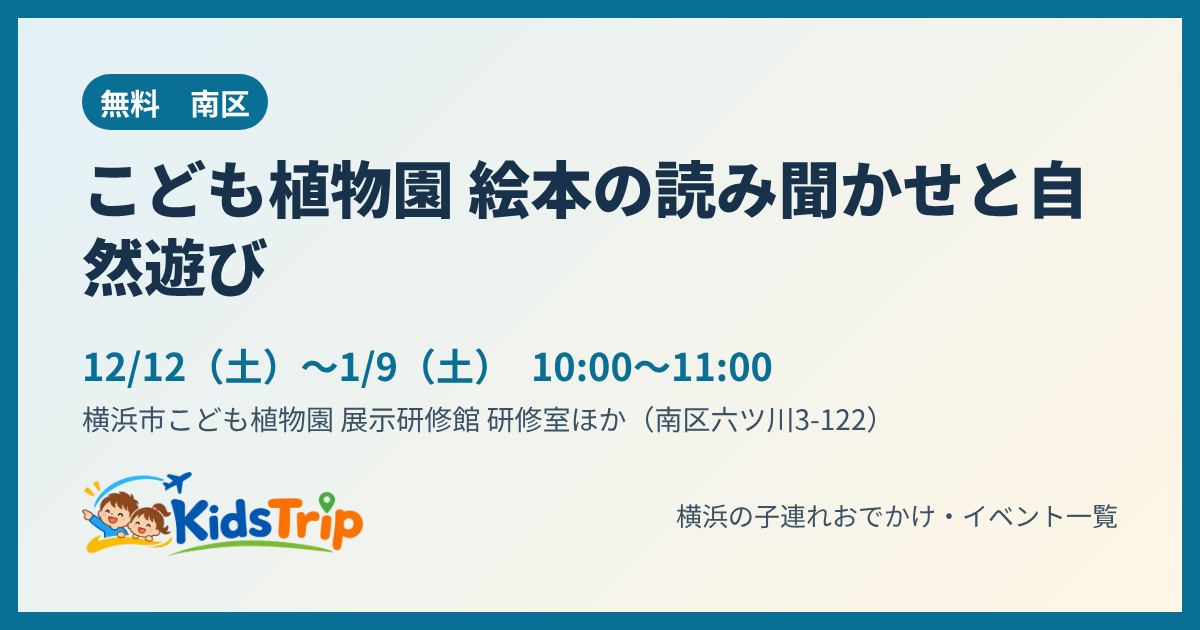 無料　南区
こども植物園 絵本の読み聞かせと自
然遊び
12/12（土）〜1/9（土）　10:00〜11:00
横浜市こども植物園 展示研修館 研修室ほか（南区六ツ川3-122）
KidsTrip
横浜の子連れおでかけ・イベント一覧